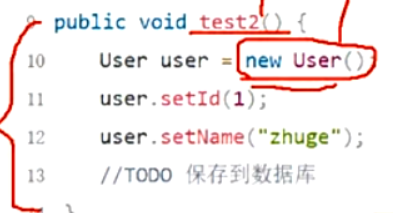 9 public void test2() {
10 User user = new User();
11 user.setId(1);
12 user.setName("zhuge");
13 //TODO 保存到数据库
}